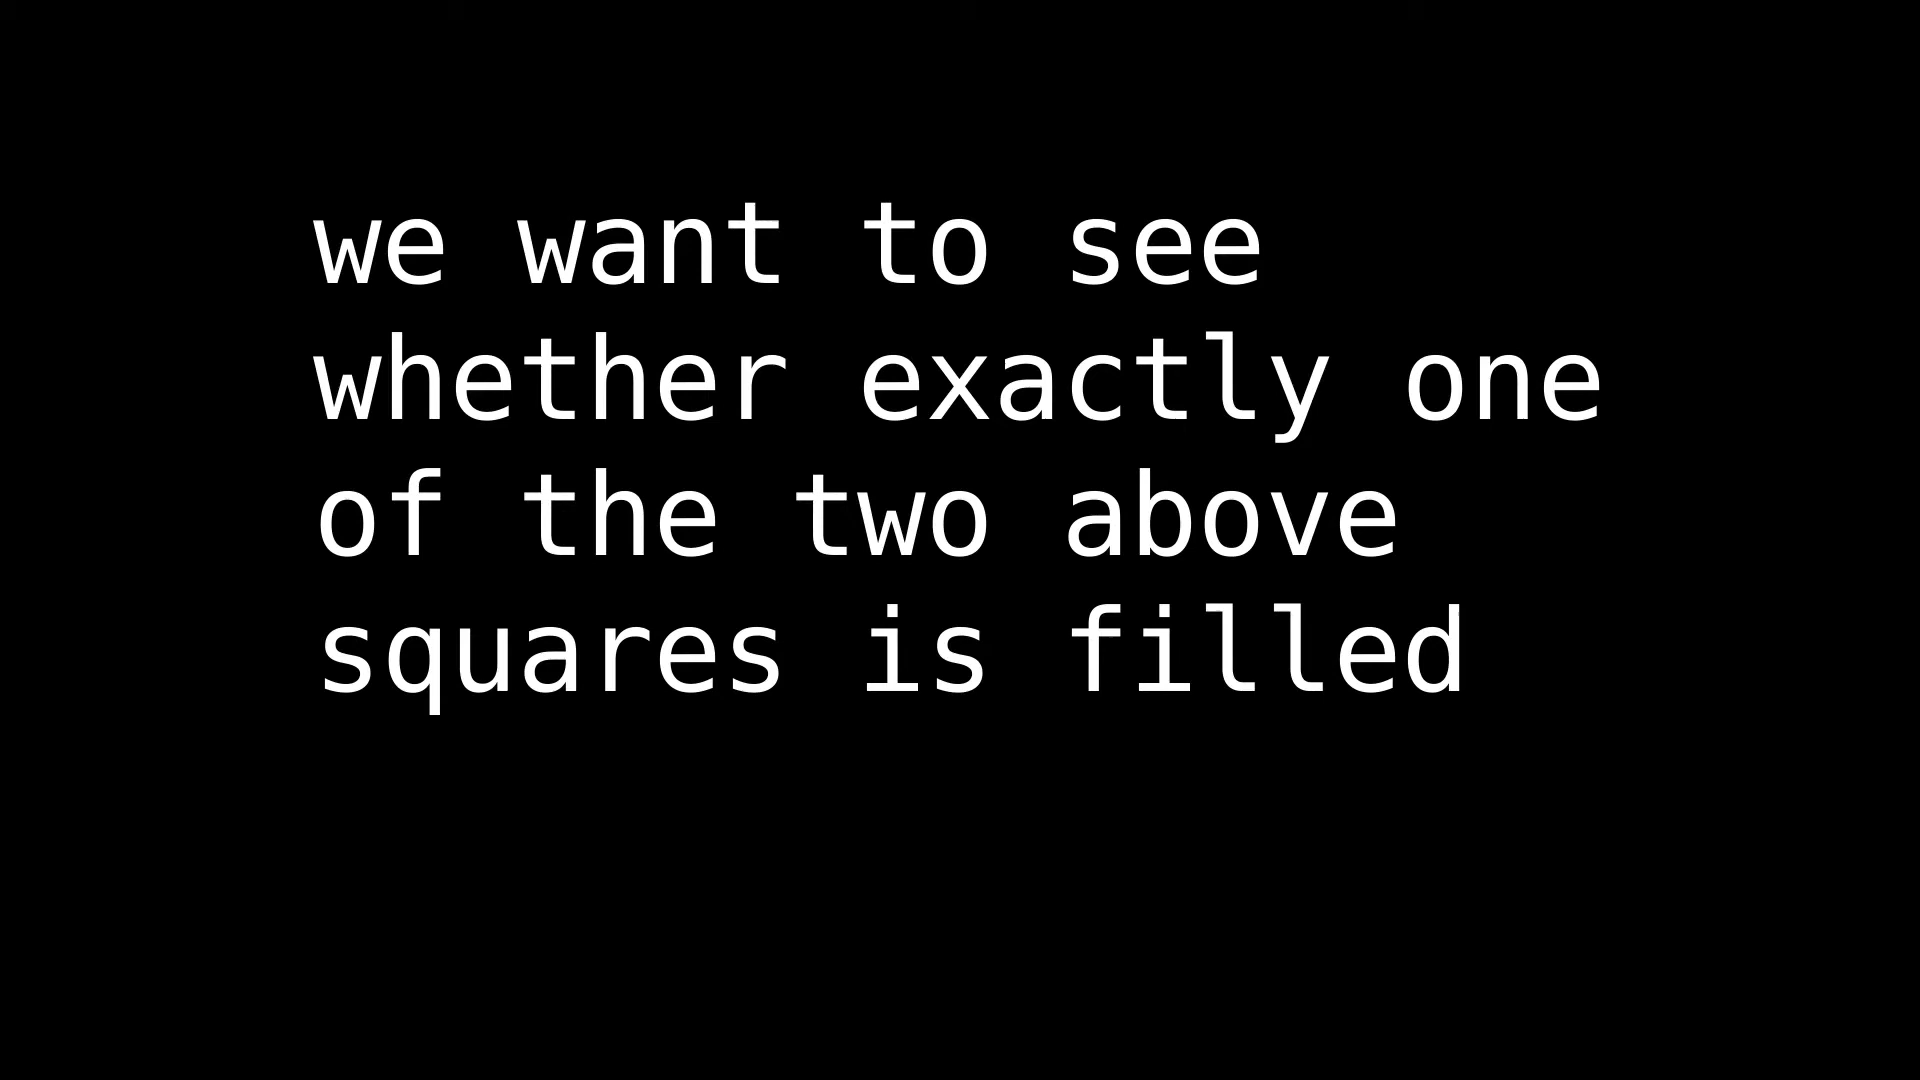 we want to see
whether exactly one
of the two above
squares is filled